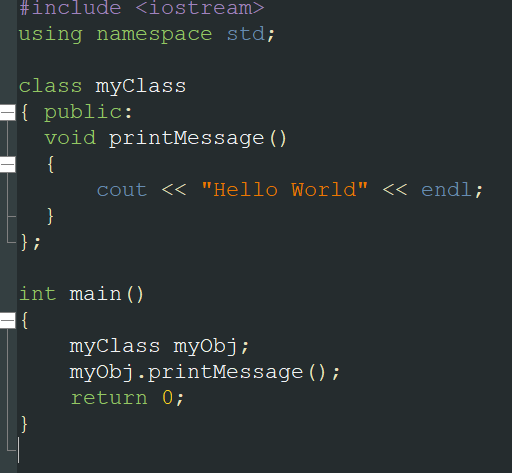 #include <iostream>
using namespace std;
class myClass
{ public:
void printMessage()
{
cout << "Hello World" << endl;
}
};
int main()
{
myClass myObj;
myObj.printMessage();
return 0;
}